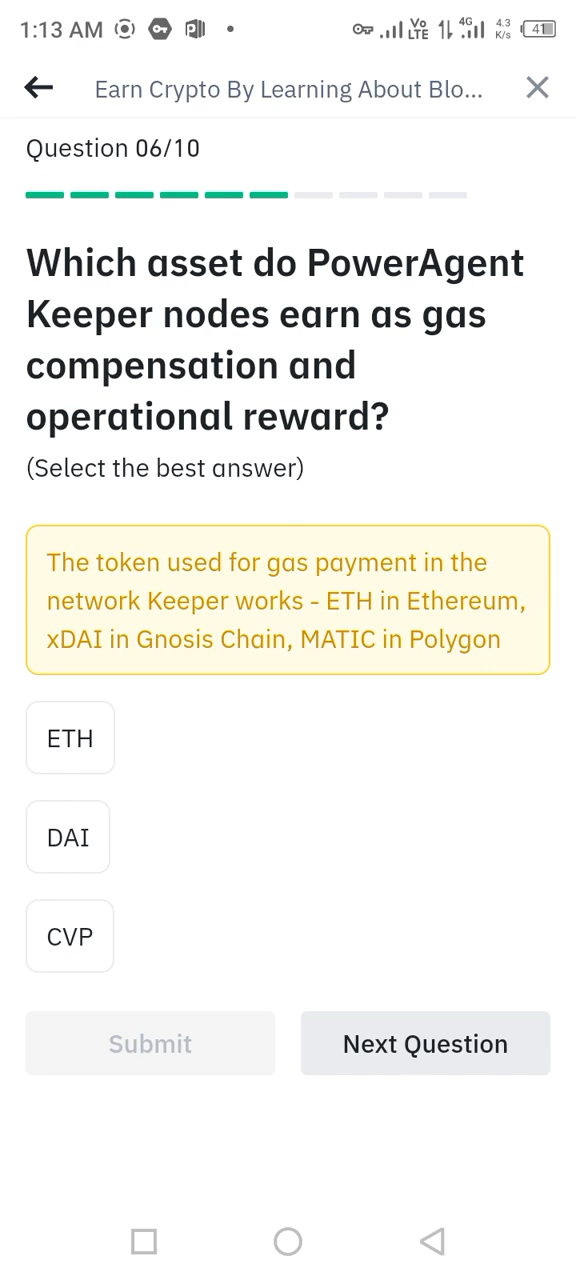 1:13 AM Vo LTE 4G 4.3 K/s 41
Earn Crypto By Learning About Blo...
Question 06/10
Which asset do PowerAgent
Keeper nodes earn as gas
compensation and
operational reward?
(Select the best answer)
The token used for gas payment in the
network Keeper works - ETH in Ethereum,
xDAI in Gnosis Chain, MATIC in Polygon
ETH
DAI
CVP
Submit Next Question